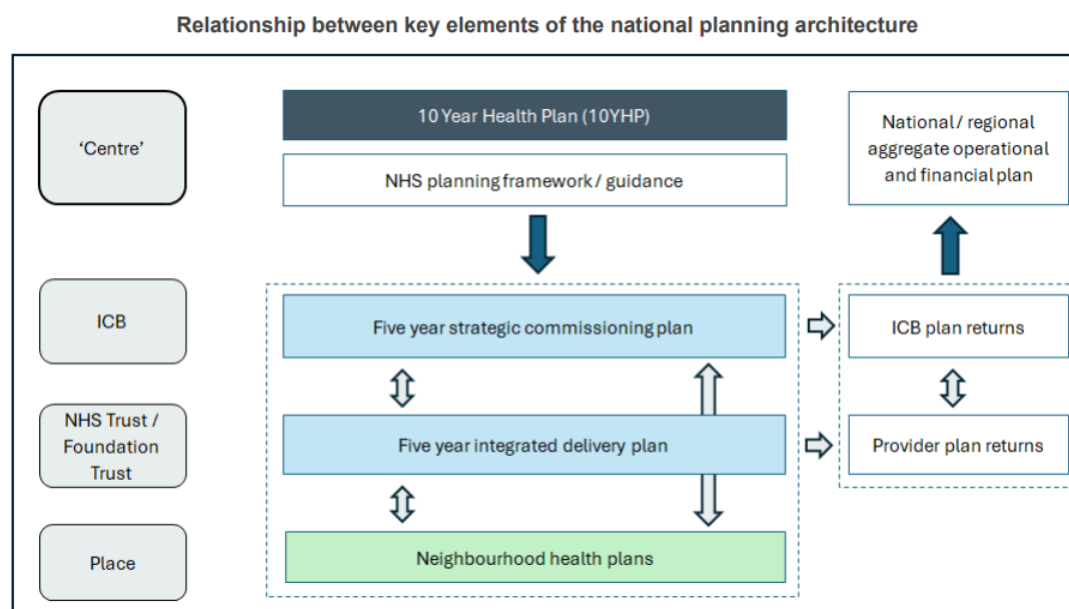 Relationship between key elements of the national planning architecture
‘Centre’
10 Year Health Plan (10YHP)
NHS planning framework / guidance
National / regional
aggregate operational
and financial plan
ICB
Five year strategic commissioning plan
ICB plan returns
NHS Trust /
Foundation
Trust
Five year integrated delivery plan
Provider plan returns
Place
Neighbourhood health plans